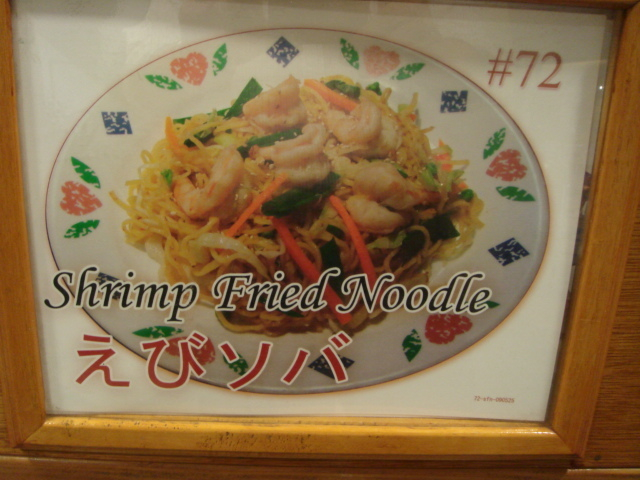 #72
Shrimp Fried Noodle
えびソバ